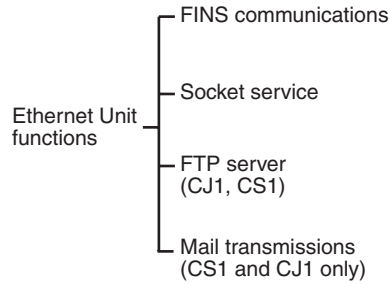 FINS communications
Socket service
Ethernet Unit
functions
FTP server
(CJ1, CS1)
Mail transmissions
(CS1 and CJ1 only)